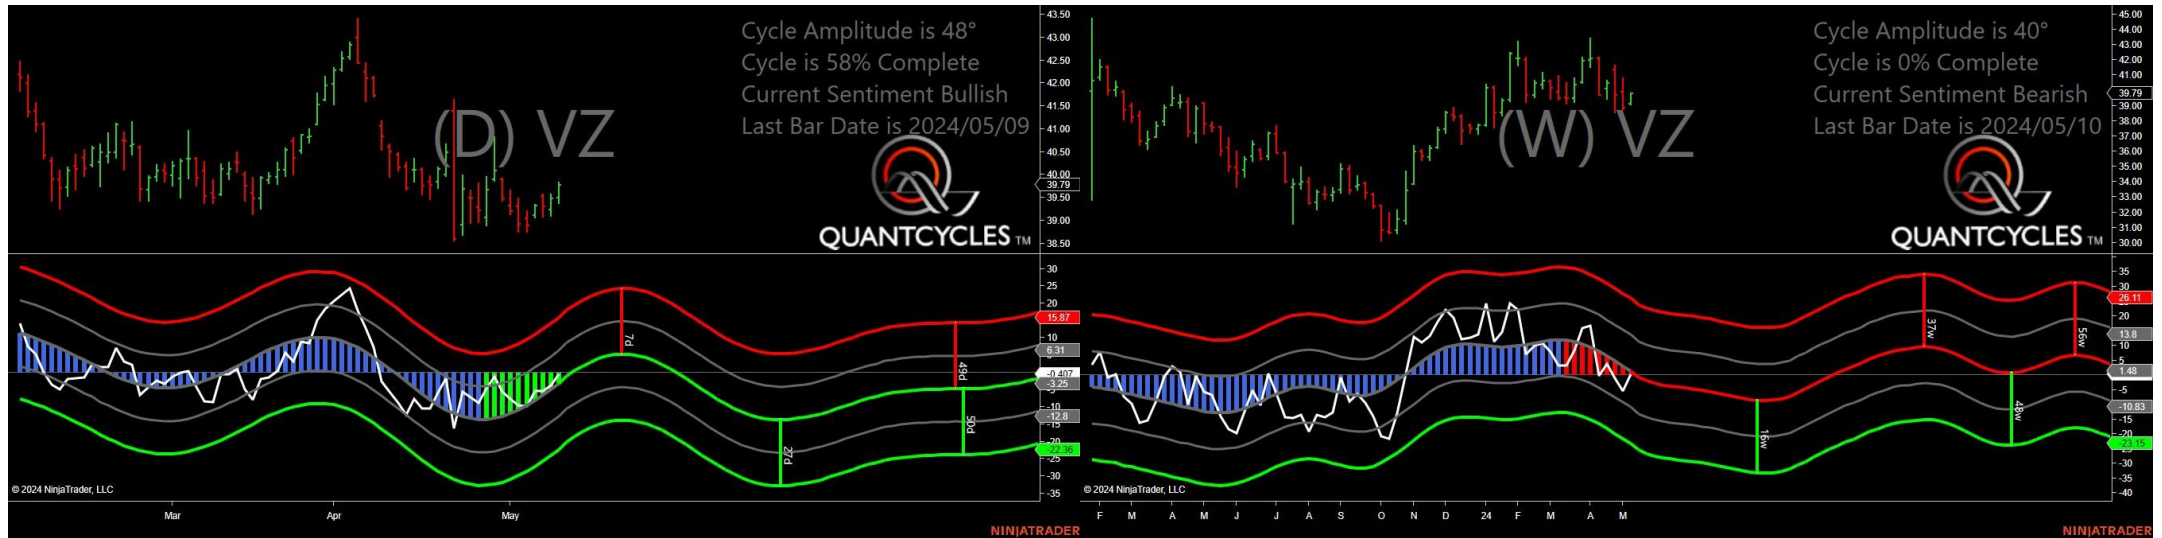 Cycle Amplitude is 48°
Cycle is 58% Complete
Current Sentiment Bullish
Last Bar Date is 2024/05/09
(D) VZ
QUANTCYCLES TM
43.50
43.00
42.50
42.00
41.50
41.00
40.50
40.00
39.79
39.50
39.00
38.50
30
25
20
15.87
10
6.31
-0.407
-3.25
-10
-12.8
-15
-20
-22.36
-25
-30
-35
7d
27d
49d
50d
© 2024 NinjaTrader, LLC
Mar
Apr
May
NINJATRADER
Cycle Amplitude is 40°
Cycle is 0% Complete
Current Sentiment Bearish
Last Bar Date is 2024/05/10
(W) VZ
QUANTCYCLES TM
45.00
44.00
43.00
42.00
41.00
39.79
39.00
38.00
37.00
36.00
35.00
34.00
33.00
32.00
31.00
30.00
35
30
26.11
20
13.8
10
5
1.48
-5
-10.83
-15
-23.15
-30
-35
-40
16w
37w
48w
56w
© 2024 NinjaTrader, LLC
F M A M J J A S O N D 24 F M A M
NINJATRADER